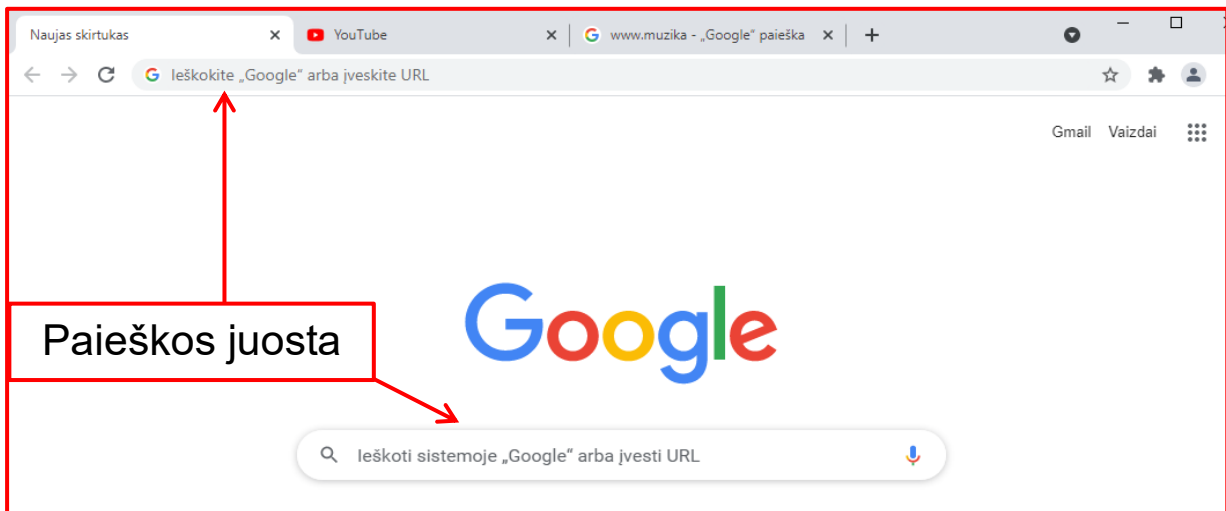 Naujas skirtukas YouTube www.muzika - „Google“ paieška
Ieškokite „Google“ arba įveskite URL
Gmail Vaizdai
Google
Paieškos juosta
Ieškoti sistemoje „Google“ arba įvesti URL